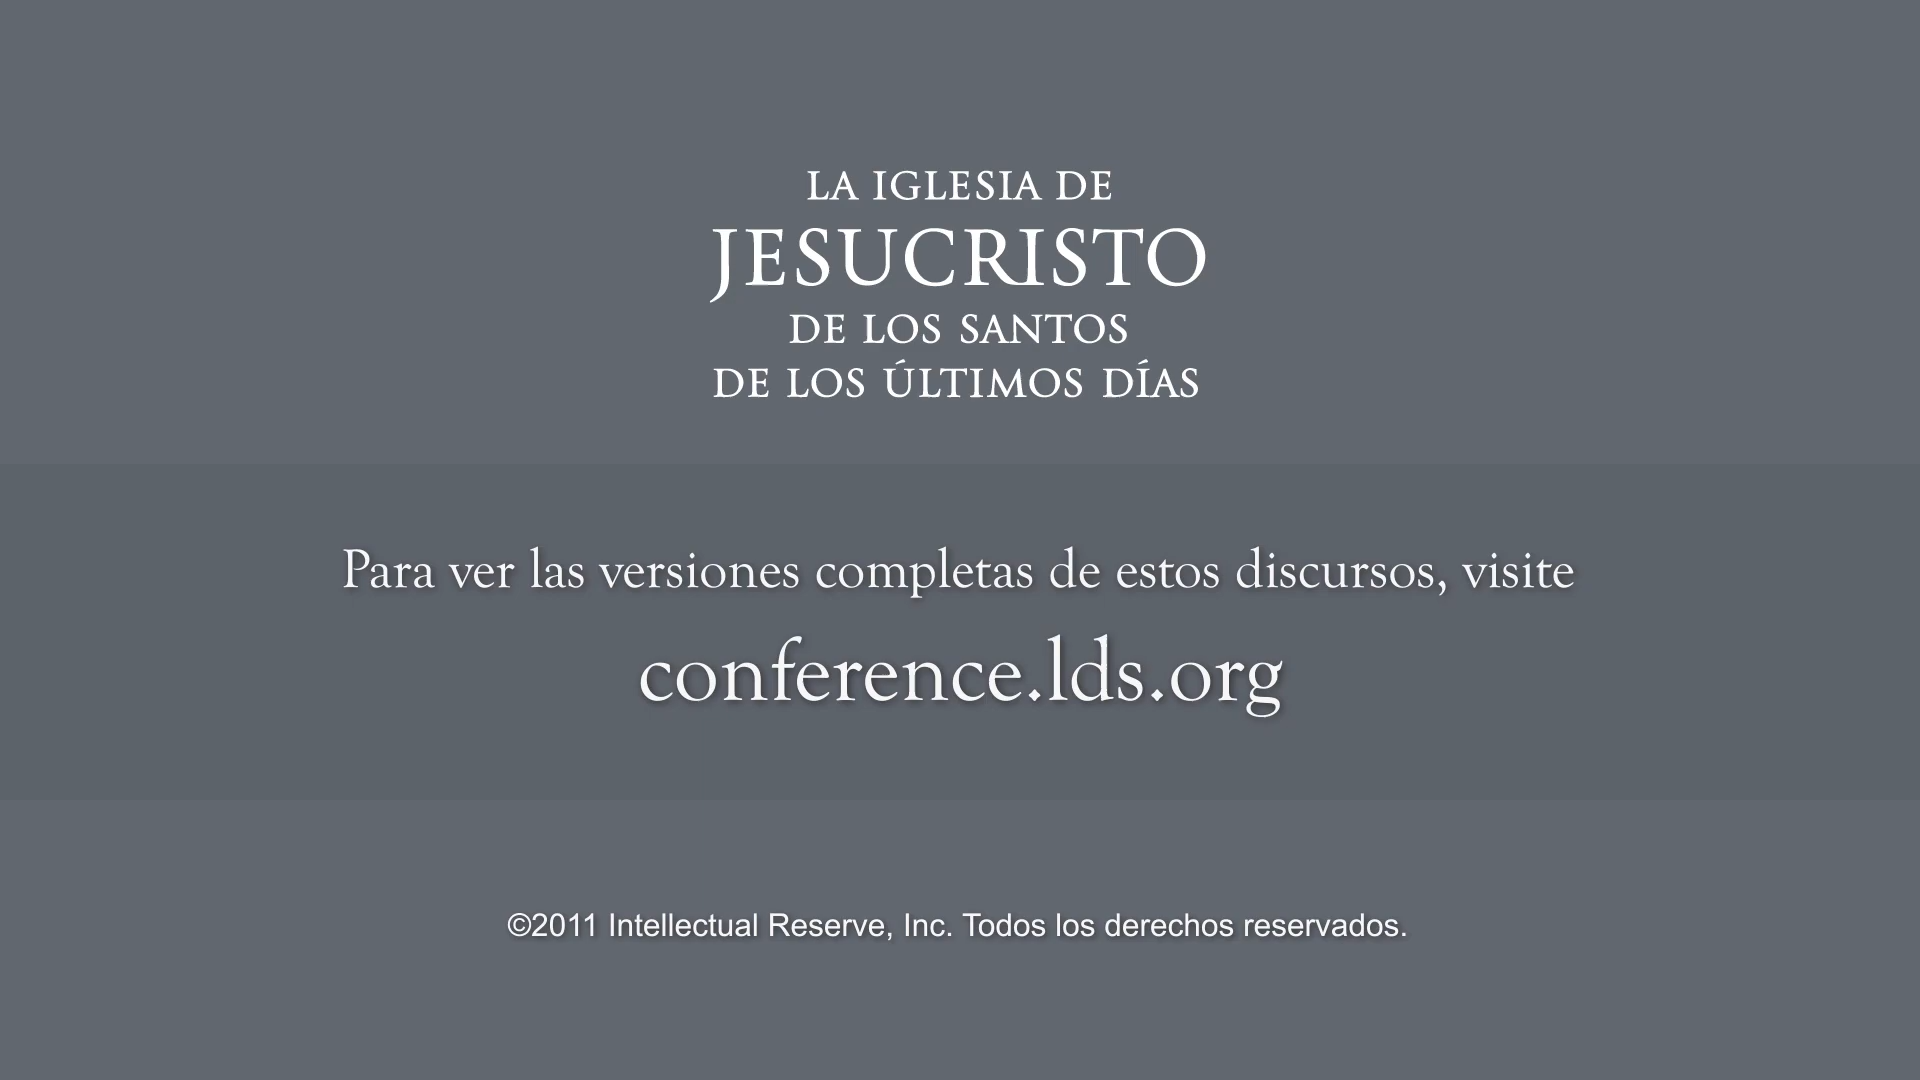 LA IGLESIA DE
JESUCRISTO
DE LOS SANTOS
DE LOS ÚLTIMOS DÍAS
Para ver las versiones completas de estos discursos, visite
conference.lds.org
©2011 Intellectual Reserve, Inc. Todos los derechos reservados.